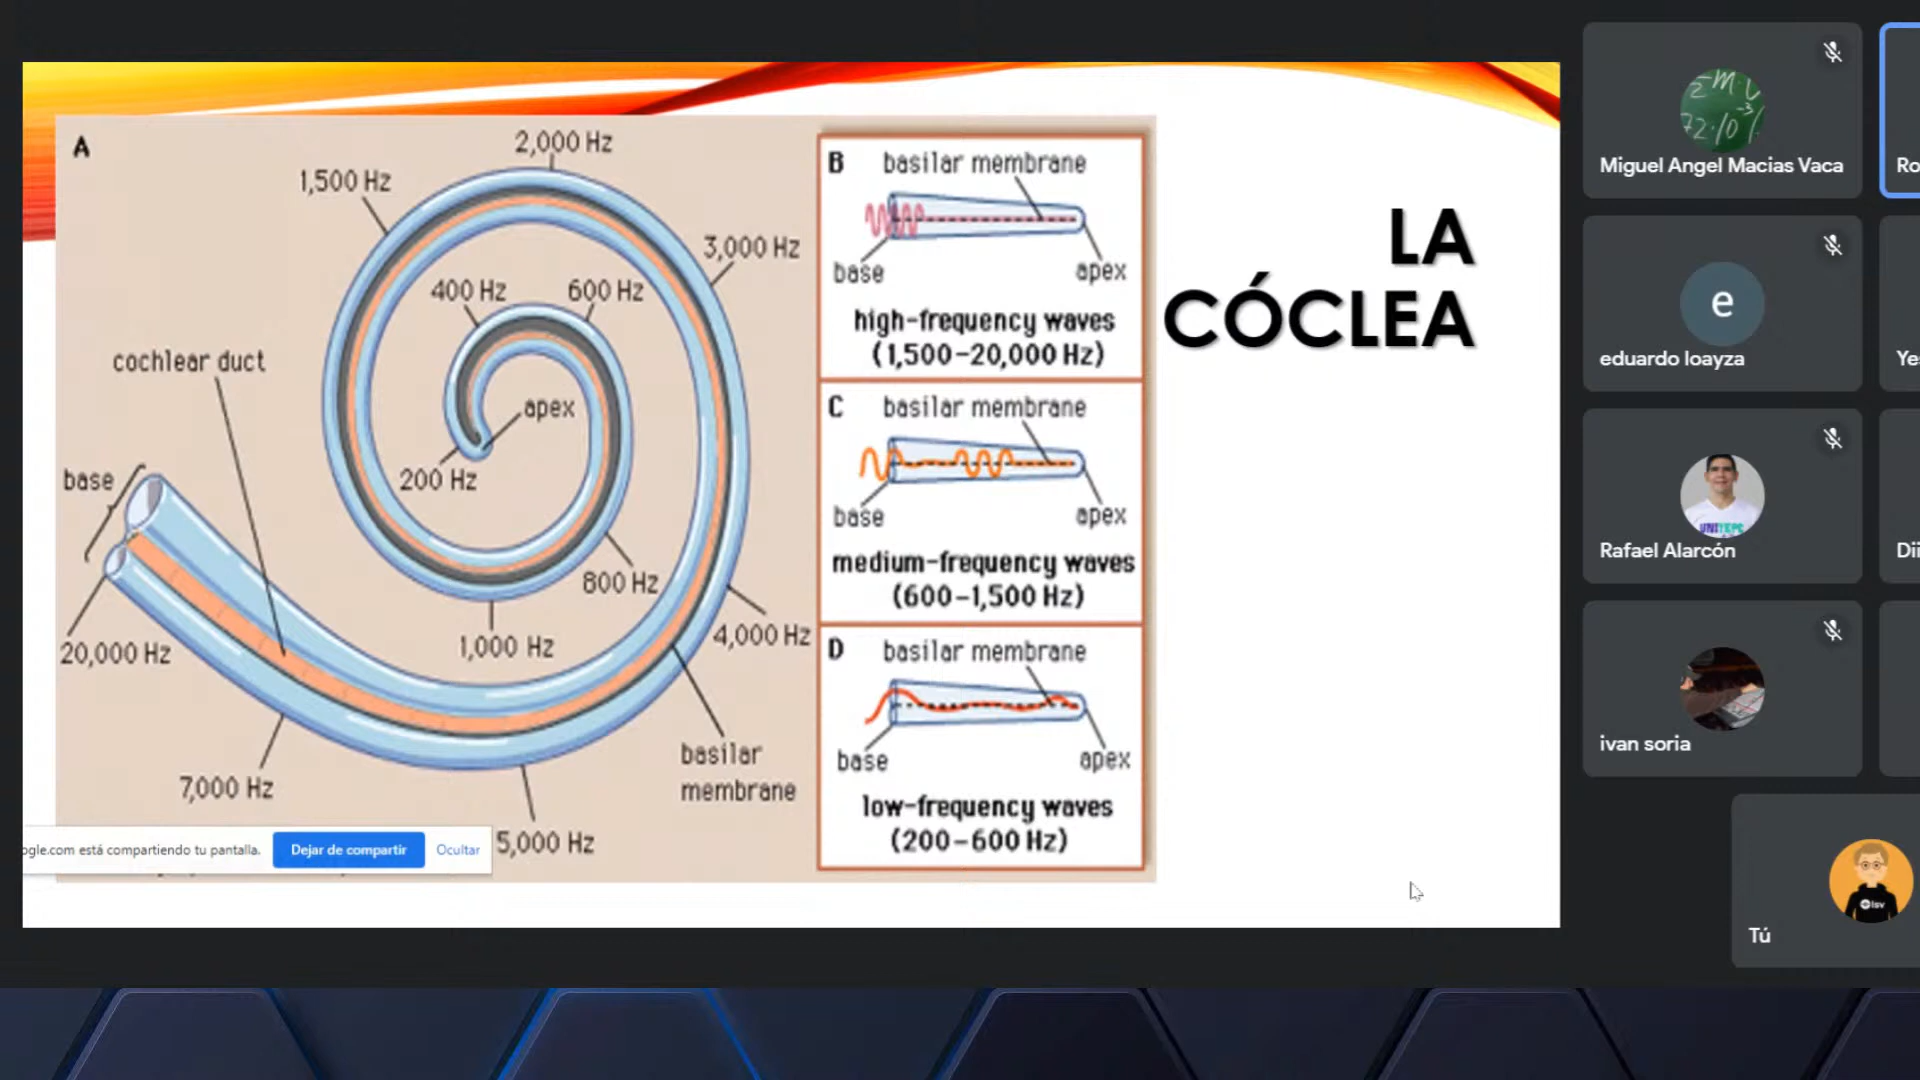 A
2,000 Hz
1,500 Hz
3,000 Hz
400 Hz
600 Hz
cochlear duct
apex
200 Hz
base
800 Hz
1,000 Hz
4,000 Hz
20,000 Hz
basilar
membrane
7,000 Hz
5,000 Hz
B basilar membrane
base
apex
high-frequency waves
(1,500-20,000 Hz)
C basilar membrane
base
apex
medium-frequency waves
(600-1,500 Hz)
D basilar membrane
base
apex
low-frequency waves
(200-600 Hz)
LA
CÓCLEA
ogle.com está compartiendo tu pantalla.
Dejar de compartir
Ocultar
Miguel Angel Macias Vaca
Ro
e
eduardo loayza
Yes
Rafael Alarcón
Dii
ivan soria
Tú